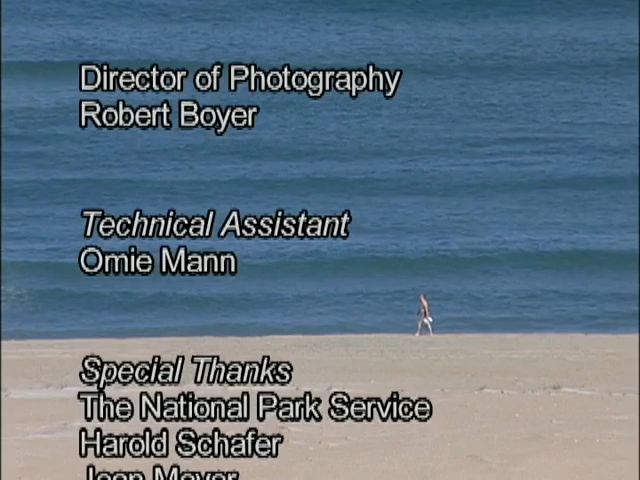 Director of Photography
Robert Boyer
Technical Assistant
Omie Mann
Special Thanks
The National Park Service
Harold Schafer